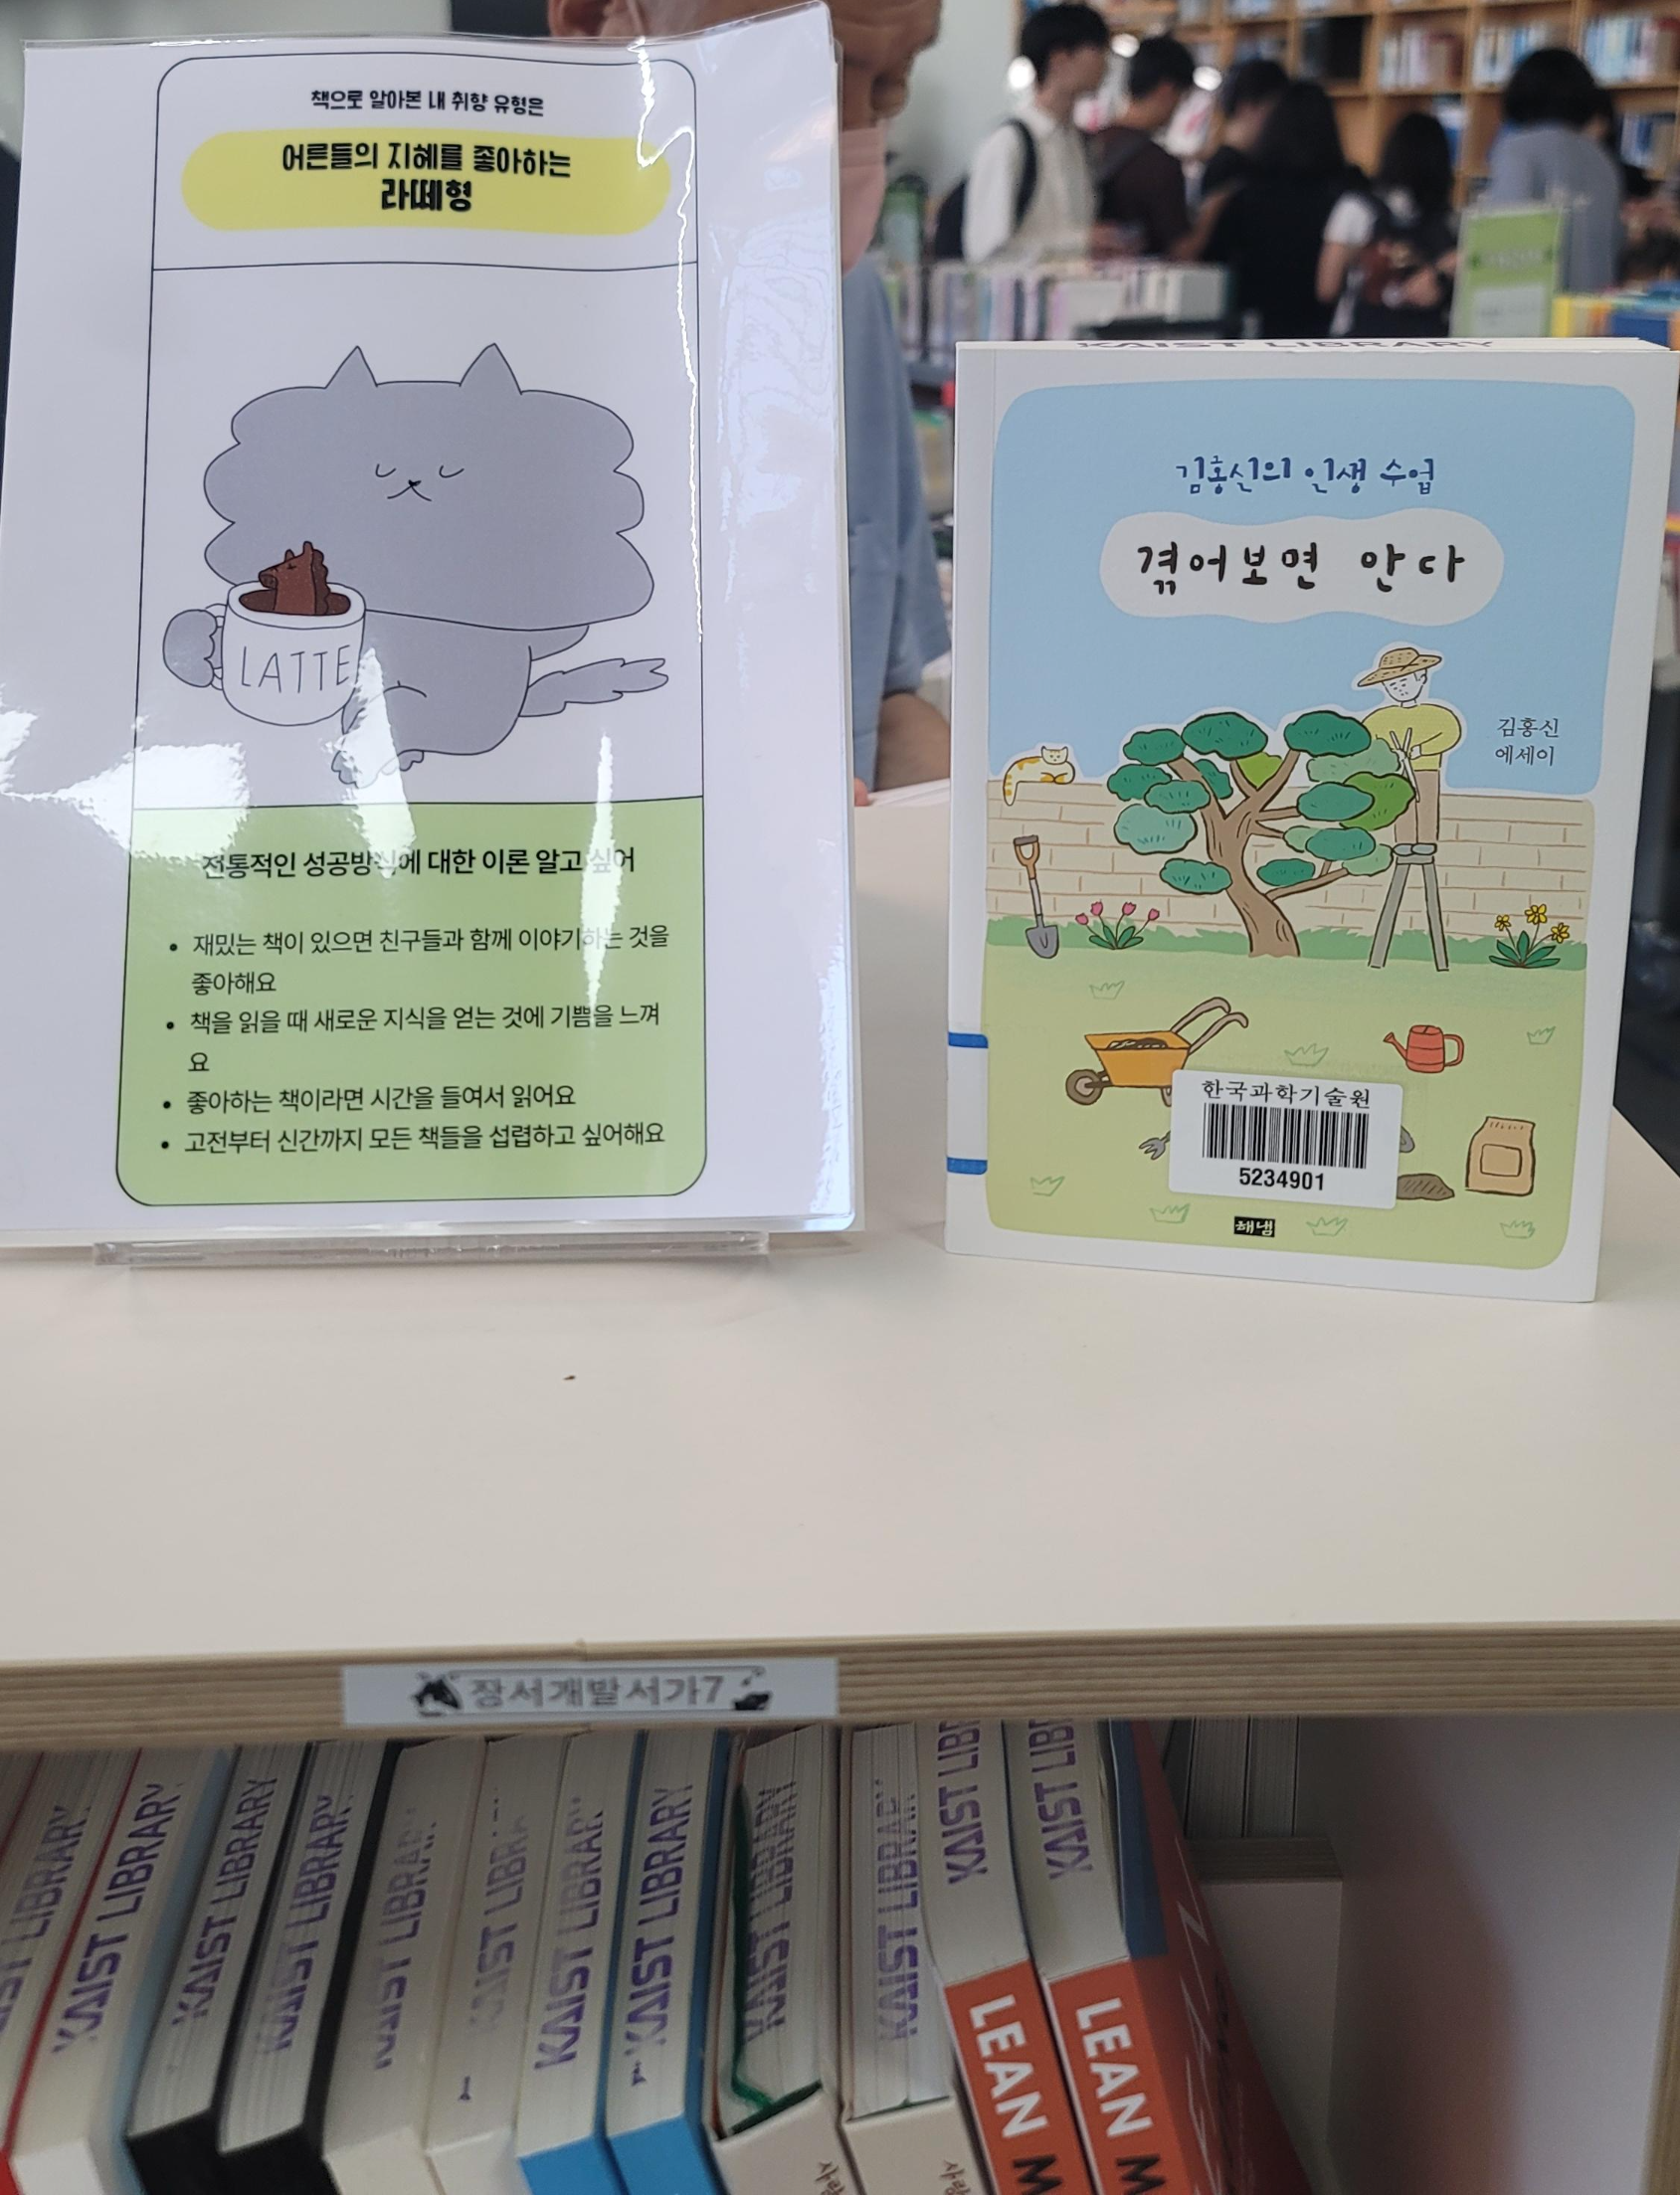 책으로 알아본 내 취향 유형은
어른들의 지혜를 좋아하는
라떼형
LATTE
전통적인 성공방식에 대한 이론 알고 싶어
• 재밌는 책이 있으면 친구들과 함께 이야기하는 것을
좋아해요
• 책을 읽을 때 새로운 지식을 얻는 것에 기쁨을 느껴
요
• 좋아하는 책이라면 시간을 들여서 읽어요
• 고전부터 신간까지 모든 책들을 섭렵하고 싶어해요
KAIST LIBRARY
김홍신의 인생 수업
겪어보면 안다
김홍신
에세이
한국과학기술원
5234901
해냄
장서개발서가7
LIBRARY
KAIST LIBRARY
KAIST LIBRARY
KAIST LIBRARY
KAIST LIBRARY
KAIST LIBRA
KAIST LIBRARY
KAIST LIBRARY
KAIST LIBRARY
KAIST LIBRARY
KAIST LIB
KAIST LIB
LEAN M
LEAN M
사랑
사랑